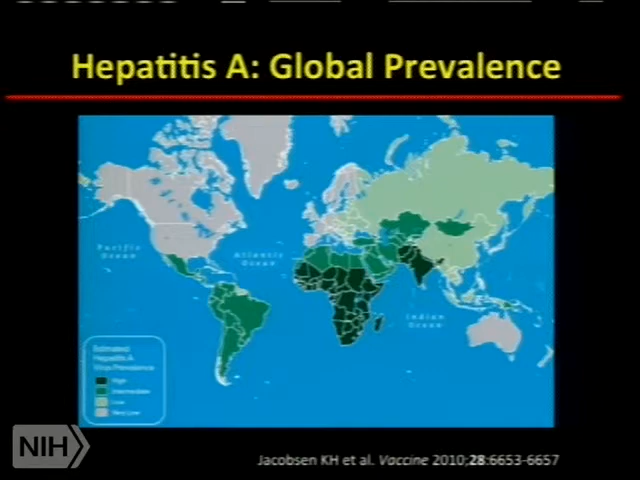 Hepatitis A: Global Prevalence
Pacific
Ocean
Atlantic
Ocean
Indian
Ocean
Estimated
Hepatitis A
Virus Prevalence
High
Intermediate
Low
Very Low
NIH
Jacobsen KH et al. Vaccine 2010;28:6653-6657